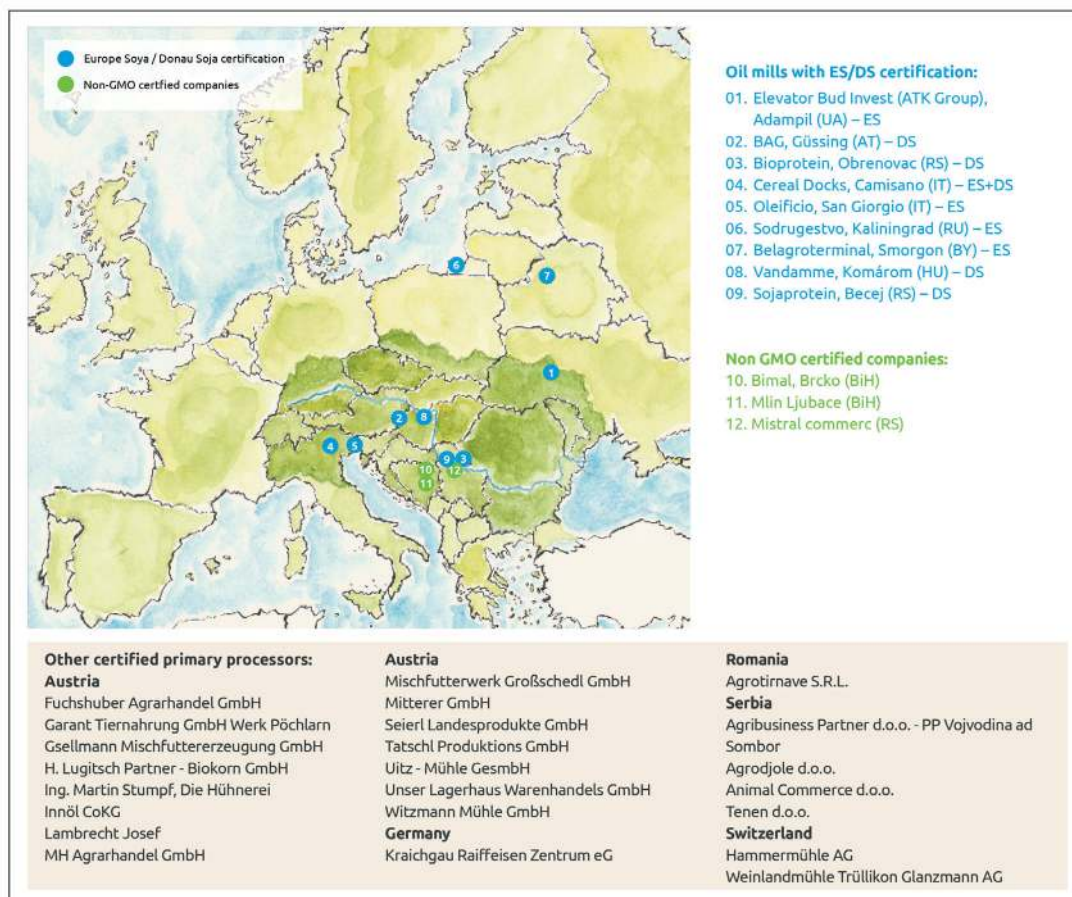 Europe Soya / Donau Soja certification
Non-GMO certfied companies
6
7
1
2
8
4
5
9
3
10
12
11
Oil mills with ES/DS certification:
01. Elevator Bud Invest (ATK Group),
Adampil (UA) – ES
02. BAG, Güssing (AT) – DS
03. Bioprotein, Obrenovac (RS) – DS
04. Cereal Docks, Camisano (IT) – ES+DS
05. Oleificio, San Giorgio (IT) – ES
06. Sodrugestvo, Kaliningrad (RU) – ES
07. Belagroterminal, Smorgon (BY) – ES
08. Vandamme, Komárom (HU) – DS
09. Sojaprotein, Becej (RS) – DS
Non GMO certified companies:
10. Bimal, Brcko (BiH)
11. Mlin Ljubace (BiH)
12. Mistral commerc (RS)
Other certified primary processors:
Austria
Fuchshuber Agrarhandel GmbH
Garant Tiernahrung GmbH Werk Pöchlarn
Gsellmann Mischfuttererzeugung GmbH
H. Lugitsch Partner - Biokorn GmbH
Ing. Martin Stumpf, Die Hühnerei
Innöl CoKG
Lambrecht Josef
MH Agrarhandel GmbH
Austria
Mischfutterwerk Großschedl GmbH
Mitterer GmbH
Seierl Landesprodukte GmbH
Tatschl Produktions GmbH
Uitz - Mühle GesmbH
Unser Lagerhaus Warenhandels GmbH
Witzmann Mühle GmbH
Germany
Kraichgau Raiffeisen Zentrum eG
Romania
Agrotirnave S.R.L.
Serbia
Agribusiness Partner d.o.o. - PP Vojvodina ad
Sombor
Agrodjole d.o.o.
Animal Commerce d.o.o.
Tenen d.o.o.
Switzerland
Hammermühle AG
Weinlandmühle Trüllikon Glanzmann AG